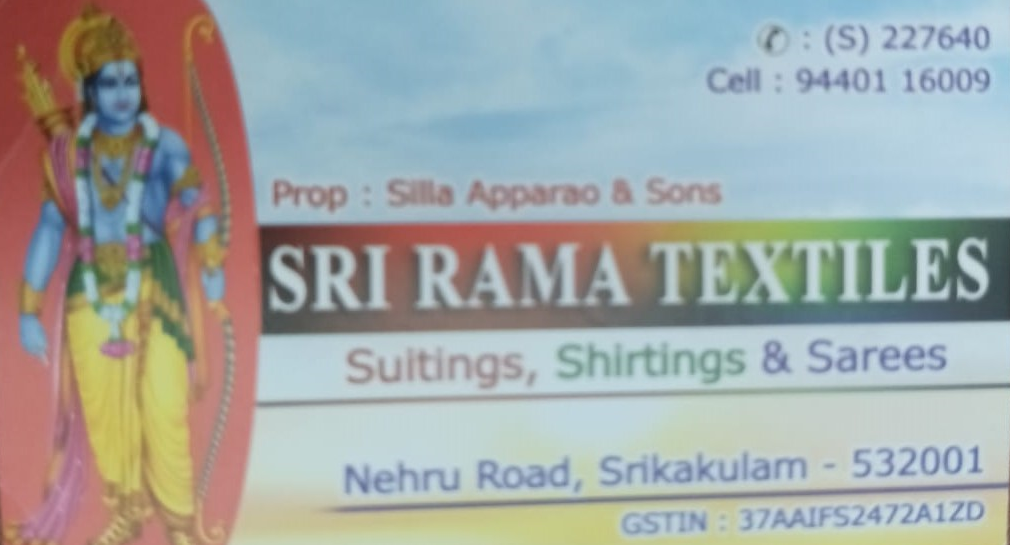 ✆ : (S) 227640
Cell : 94401 16009
Prop : Silla Apparao & Sons
SRI RAMA TEXTILES
Suitings, Shirtings & Sarees
Nehru Road, Srikakulam - 532001
GSTIN : 37AAIFS2472A1ZD